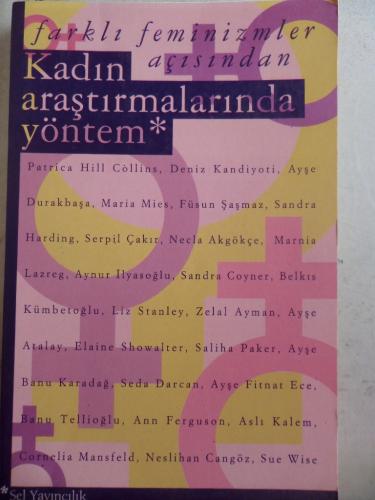 farklı feminizmler
açısından
Kadın
araştırmalarında
yöntem*
Patrica Hill Cóllins, Deniz Kandiyoti, Ayşe
Durakbaşa, Maria Mies, Füsun Şaşmaz, Sandra
Harding, Serpil Çakır, Necla Akgökçe, Marnia
Lazreg, Aynur İlyasoğlu, Sandra Coyner, Belkıs
Kümbetoğlu, Liz Stanley, Zelal Ayman, Ayşe
Atalay, Elaine Showalter, Saliha Paker, Ayşe
Banu Karadağ, Seda Darcan, Ayşe Fitnat Ece,
Banu Tellioğlu, Ann Ferguson, Aslı Kalem,
Cornelia Mansfeld, Neslihan Cangöz, Sue Wise
*Sel Yayıncılık